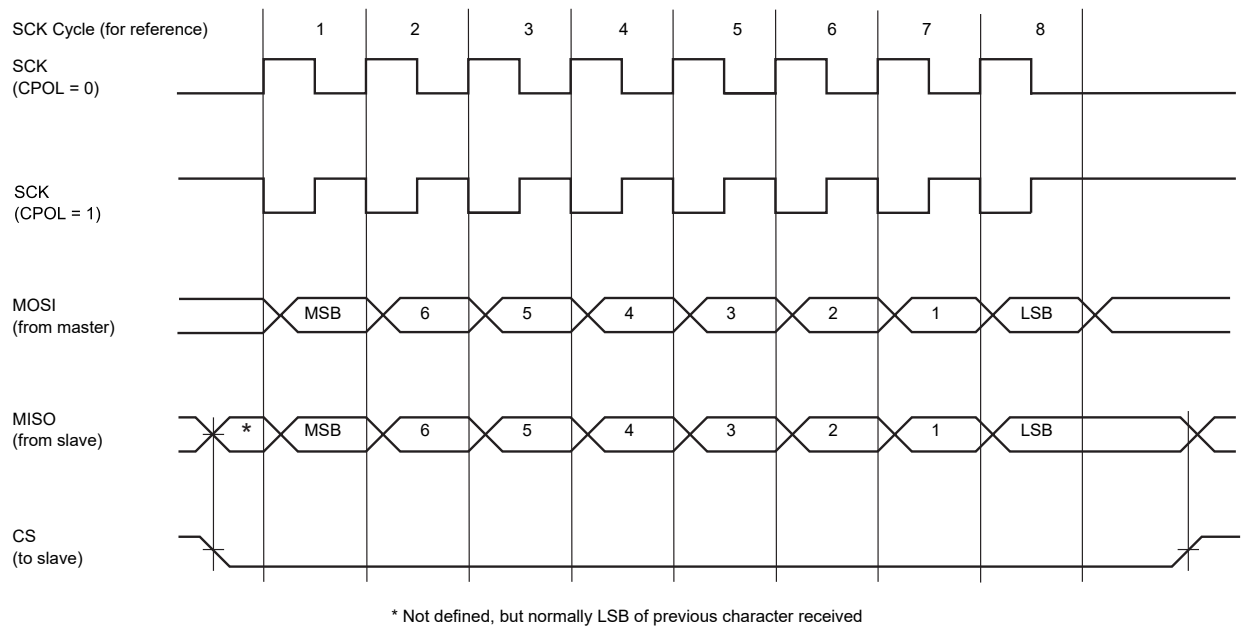 SCK Cycle (for reference) 1 2 3 4 5 6 7 8
SCK
(CPOL = 0)
SCK
(CPOL = 1)
MOSI
(from master)
MSB 6 5 4 3 2 1 LSB
MISO
(from slave)
* MSB 6 5 4 3 2 1 LSB
CS
(to slave)
* Not defined, but normally LSB of previous character received